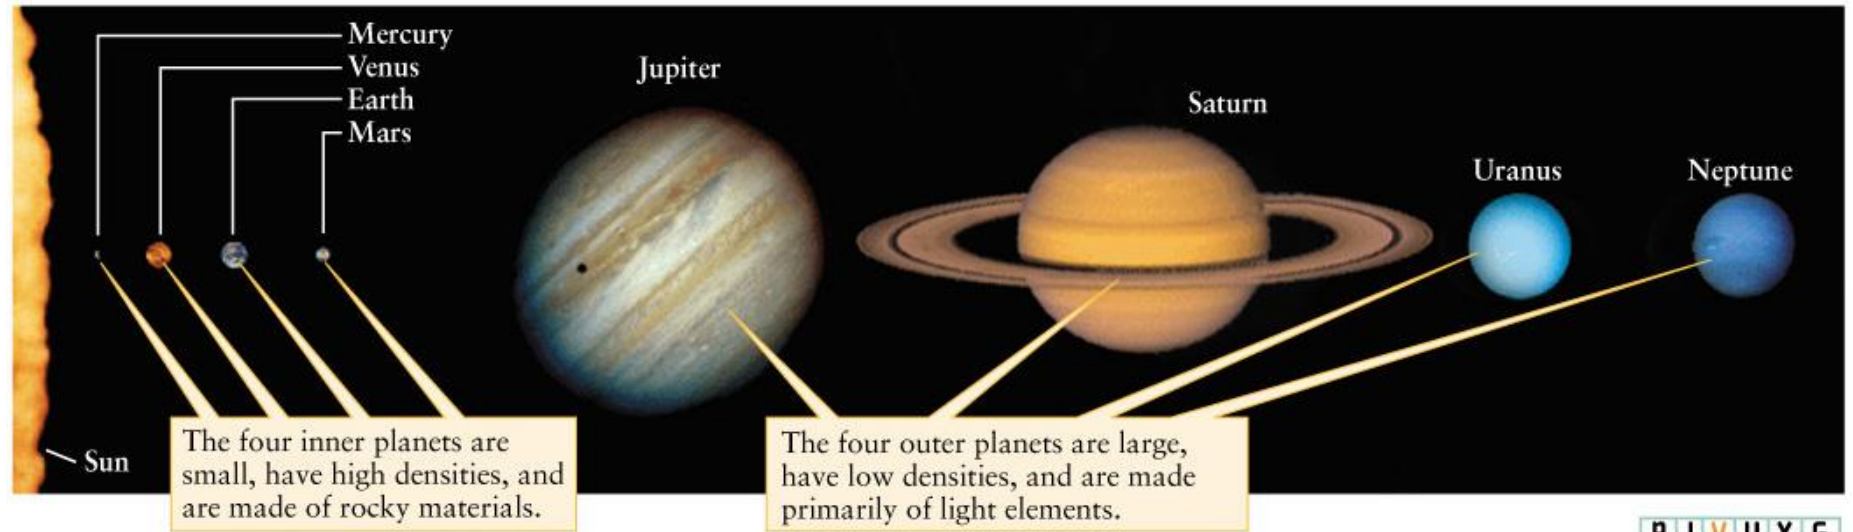 Mercury
Venus
Earth
Mars
Jupiter
Saturn
Uranus
Neptune
Sun
The four inner planets are
small, have high densities, and
are made of rocky materials.
The four outer planets are large,
have low densities, and are made
primarily of light elements.